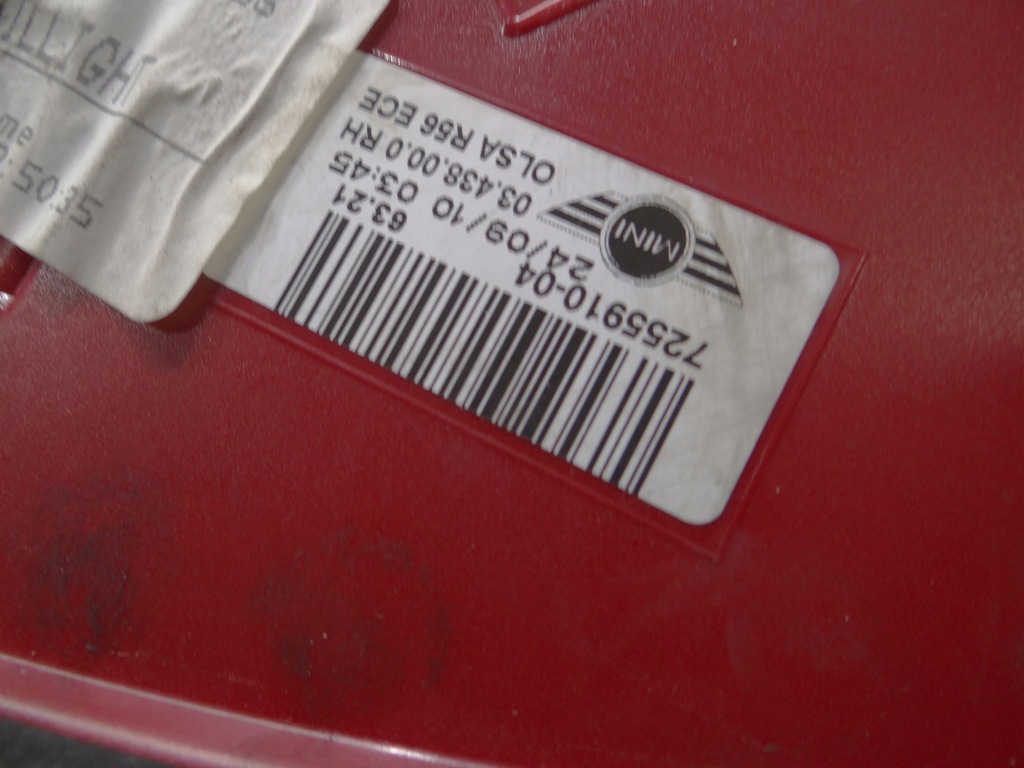 MINI
7255910-04
63.21
24/09/10 03:45
03.438.00.0 RH
OLSA R56 ECE